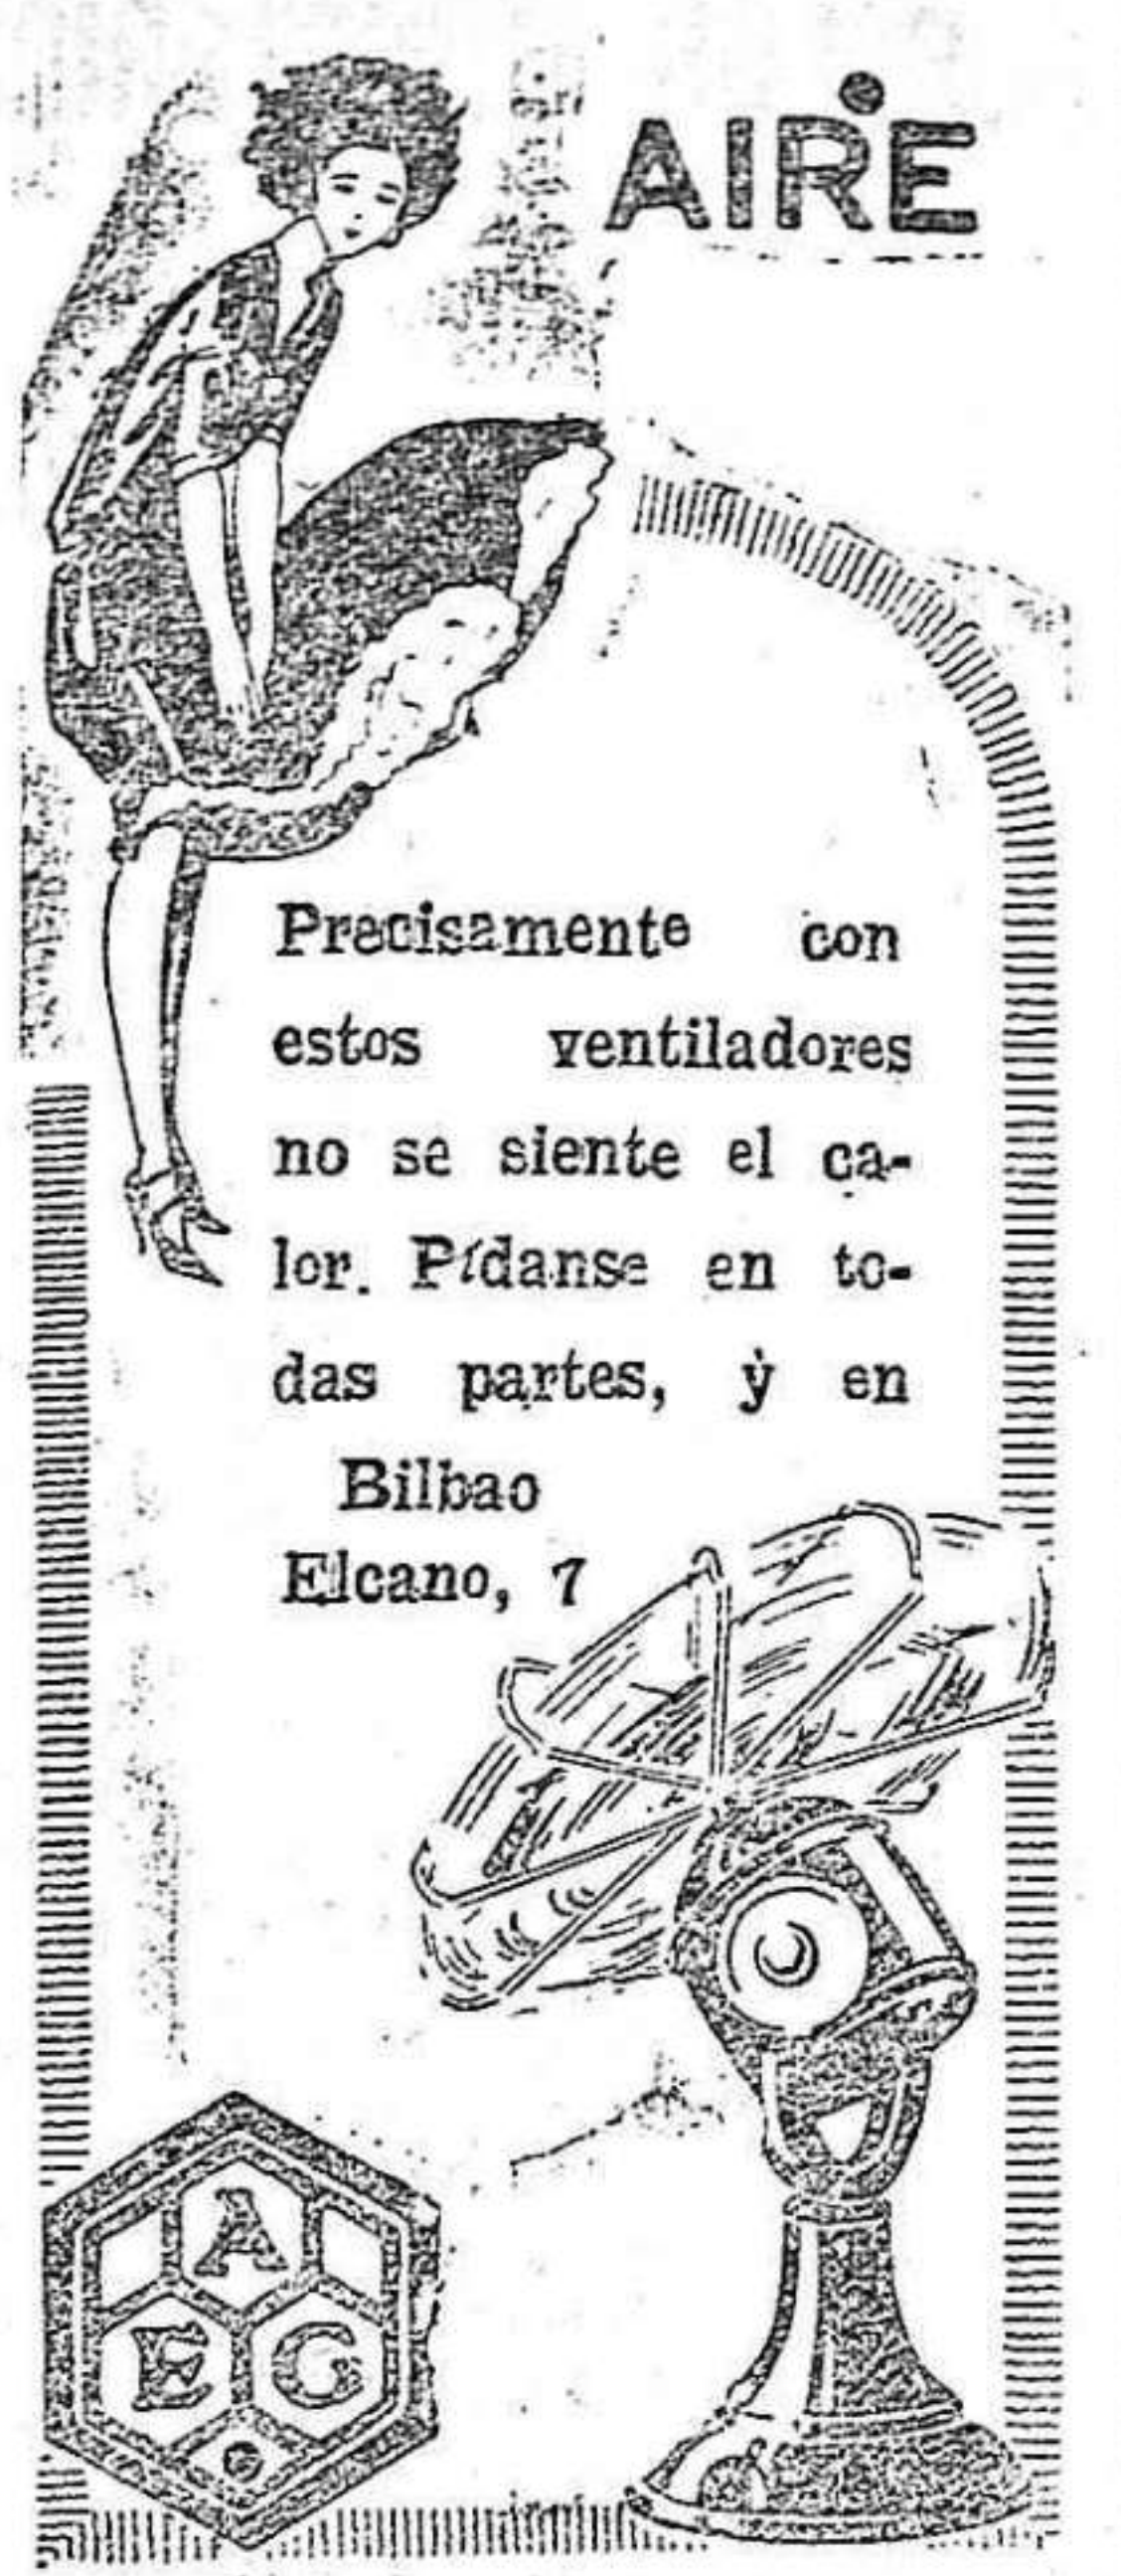 AIRE
Precisamente con
estos ventiladores
no se siente el ca-
lor. Pídanse en to-
das partes, y en
Bilbao
Elcano, 7
A
E G